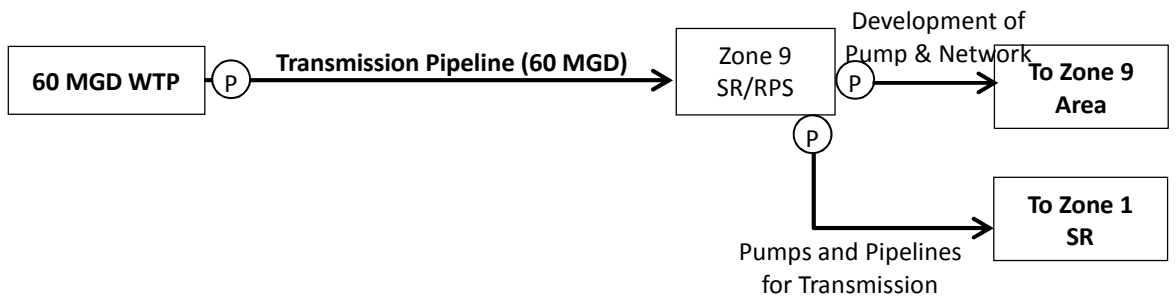 60 MGD WTP
P
Transmission Pipeline (60 MGD)
Zone 9
SR/RPS
P
Development of
Pump & Network
To Zone 9
Area
P
Pumps and Pipelines
for Transmission
To Zone 1
SR